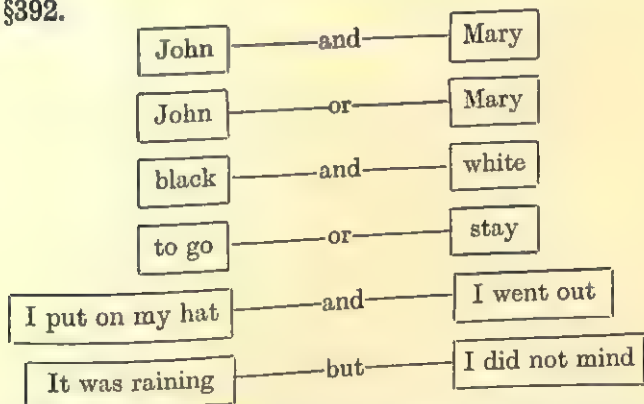 §392.
John and Mary
John or Mary
black and white
to go or stay
I put on my hat and I went out
It was raining but I did not mind